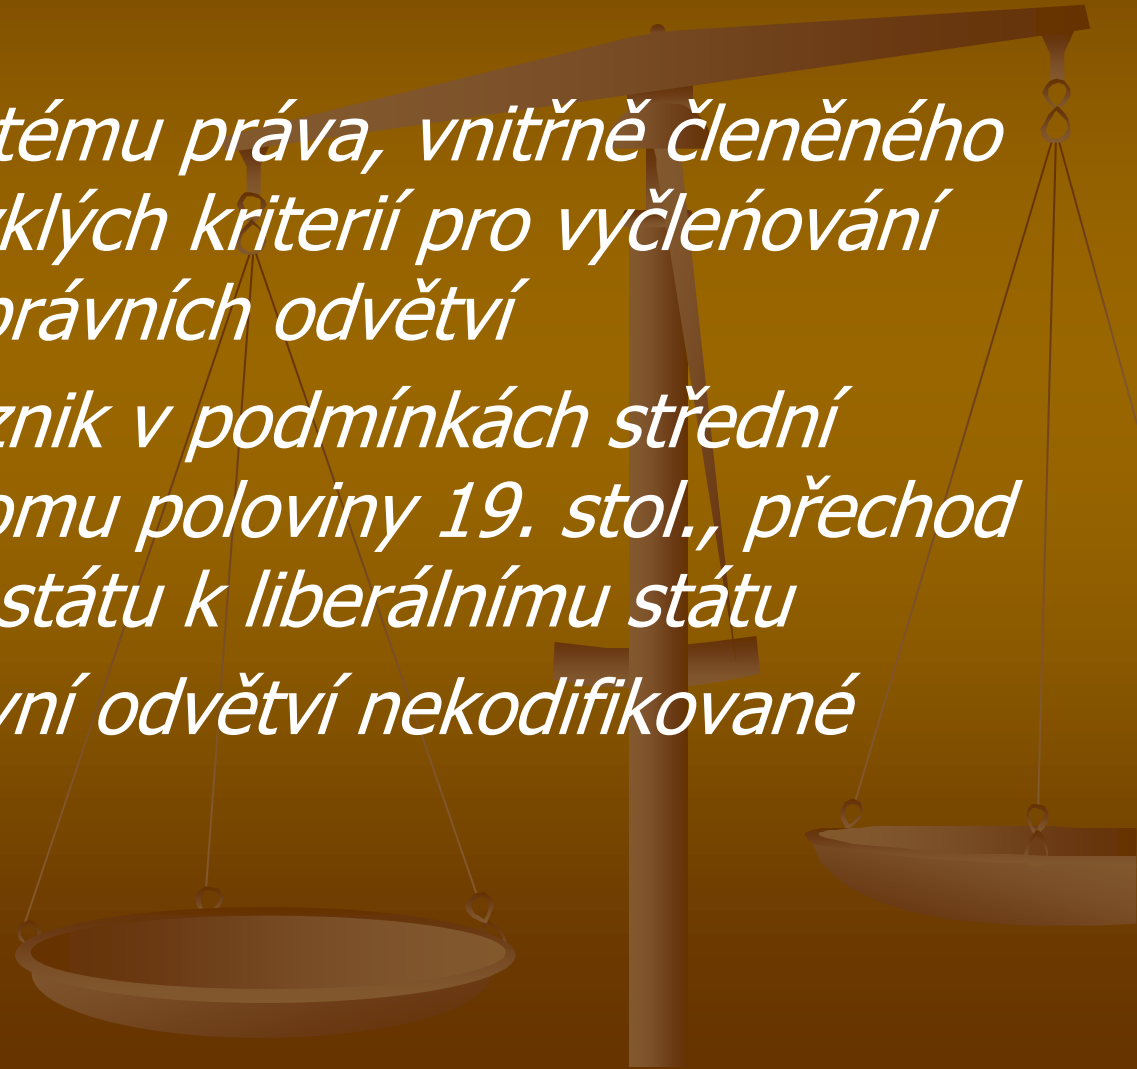 tému práva, vnitřně členěného
yklých kriterií pro vyčleńování
právních odvětví
znik v podmínkách střední
omu poloviny 19. stol., přechod
státu k liberálnímu státu
vní odvětví nekodifikované